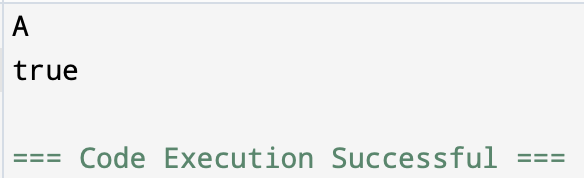 A
true
=== Code Execution Successful ===